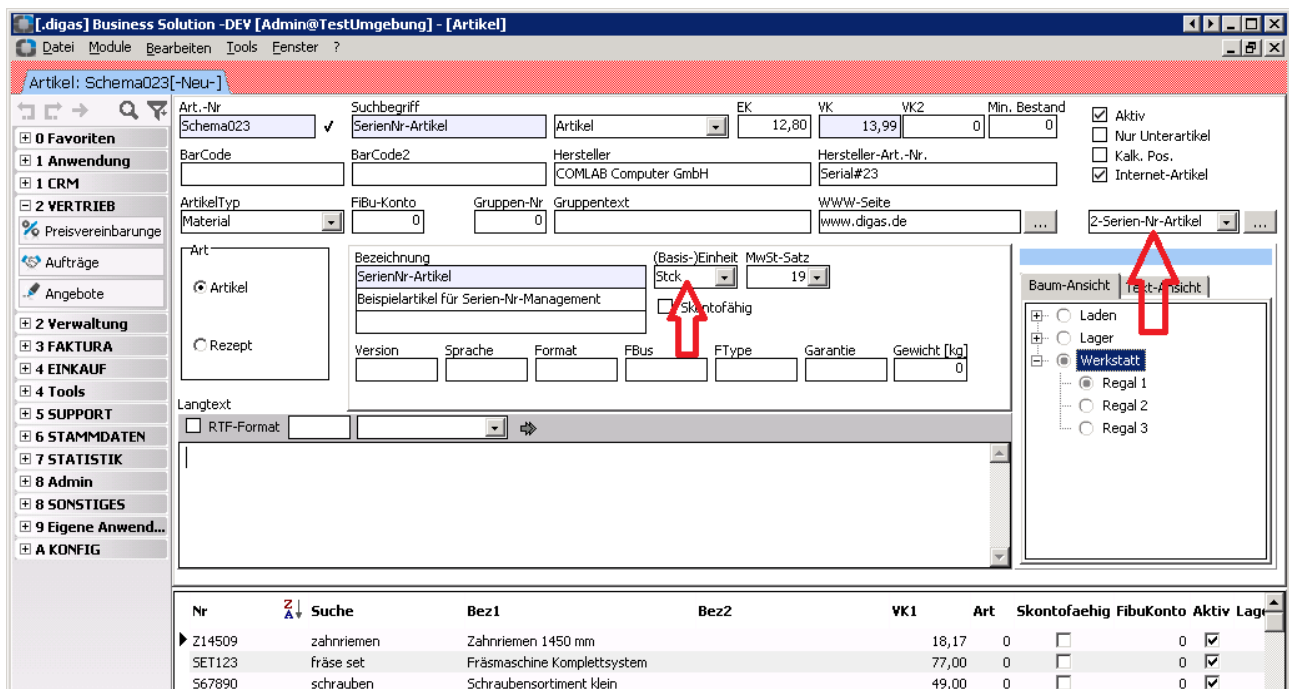 [.digas] Business Solution -DEV [Admin@TestUmgebung] - [Artikel]
Datei Module Bearbeiten Tools Fenster ?
Artikel: Schema023[-Neu-]
Art.-Nr Suchbegriff EK VK VK2 Min. Bestand
Schema023 SerienNr-Artikel Artikel 12,80 13,99 0 0
Aktiv
Nur Unterartikel
Kalk. Pos.
Internet-Artikel
BarCode BarCode2 Hersteller Hersteller-Art.-Nr.
COMLAB Computer GmbH Serial#23
ArtikelTyp FiBu-Konto Gruppen-Nr Gruppentext WWW-Seite
Material 0 0 www.digas.de ... 2-Serien-Nr-Artikel ...
0 Favoriten
1 Anwendung
1 CRM
2 VERTRIEB
Preisvereinbarunge
Aufträge
Angebote
2 Verwaltung
3 FAKTURA
4 EINKAUF
4 Tools
5 SUPPORT
6 STAMMDATEN
7 STATISTIK
8 Admin
8 SONSTIGES
9 Eigene Anwend...
A KONFIG
Art
Artikel
Rezept
Bezeichnung (Basis-)Einheit MwSt-Satz
SerienNr-Artikel Stck 19
Beispielartikel für Serien-Nr-Management
Skontofähig
Version Sprache Format FBus FType Garantie Gewicht [kg]
0
Baum-Ansicht Text-Ansicht
Laden
Lager
Werkstatt
Regal 1
Regal 2
Regal 3
Langtext
RTF-Format
Nr Suche Bez1 Bez2 VK1 Art Skontofaehig FibuKonto Aktiv Lage
Z14509 zahnriemen Zahnriemen 1450 mm 18,17 0 0
SET123 fräse set Fräsmaschine Komplettsystem 77,00 0 0
S67890 schrauben Schraubensortiment klein 49,00 0 0